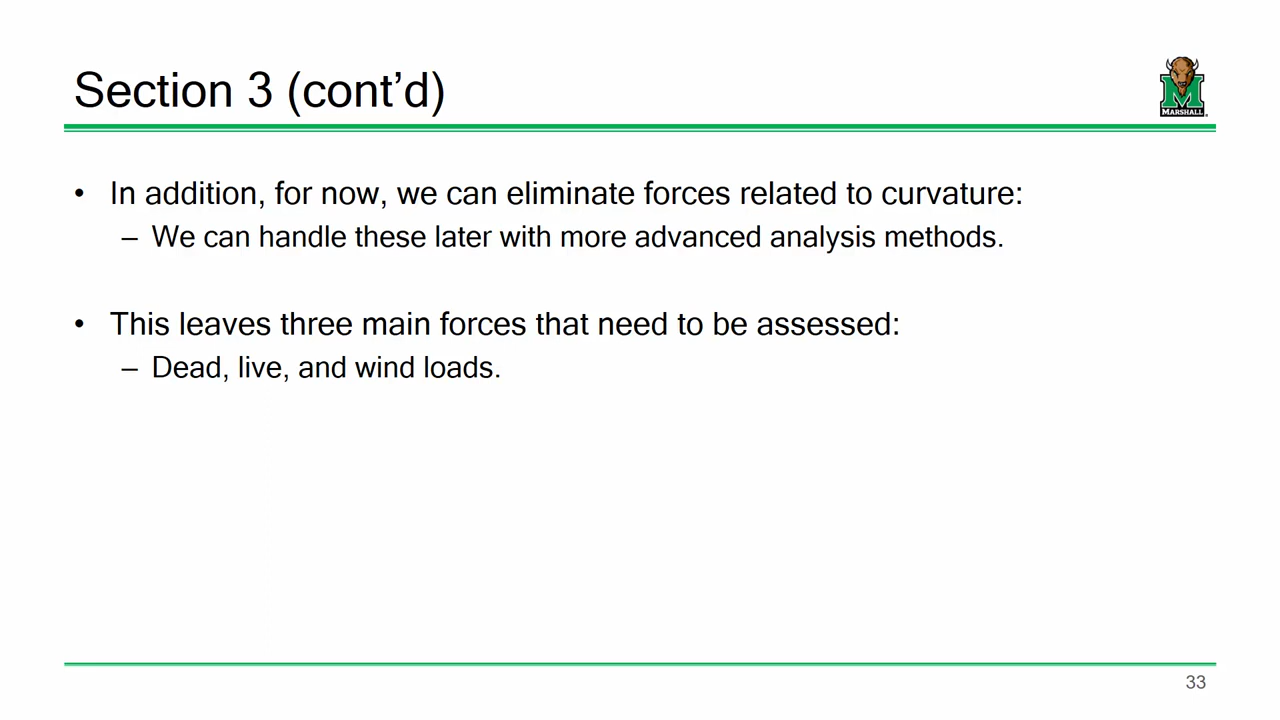 Section 3 (cont’d)
MARSHALL
• In addition, for now, we can eliminate forces related to curvature:
– We can handle these later with more advanced analysis methods.
• This leaves three main forces that need to be assessed:
– Dead, live, and wind loads.
33